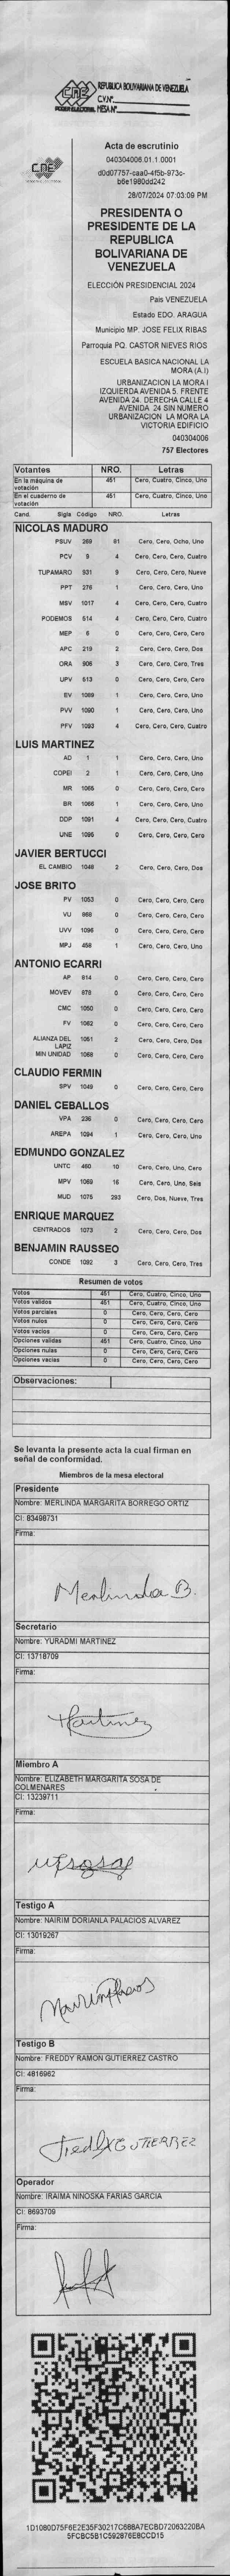 CNE
PODER ELECTORAL
REPUBLICA BOLIVARIANA DE VENEZUELA
C.V.Nº
MESA Nº
CNE
Acta de escrutinio
040304006.01.1.0001
d0d07757-caa0-4f5b-973c-
b6e1980dd242
28/07/2024 07:03:09 PM
PRESIDENTA O
PRESIDENTE DE LA
REPUBLICA
BOLIVARIANA DE
VENEZUELA
ELECCIÓN PRESIDENCIAL 2024
Pais VENEZUELA
Estado EDO. ARAGUA
Municipio MP. JOSE FELIX RIBAS
Parroquia PQ. CASTOR NIEVES RIOS
ESCUELA BASICA NACIONAL LA
MORA (A.I)
URBANIZACION LA MORA I
IZQUIERDA AVENIDA 5. FRENTE
AVENIDA 24. DERECHA CALLE 4
AVENIDA 24 SIN NUMERO
URBANIZACION LA MORA LA
VICTORIA EDIFICIO
040304006
757 Electores
Votantes NRO. Letras
En la máquina de votación 451 Cero, Cuatro, Cinco, Uno
En el cuaderno de votación 451 Cero, Cuatro, Cinco, Uno
Cand. Sigla Código NRO. Letras
NICOLAS MADURO
PSUV 269 81 Cero, Cero, Ocho, Uno
PCV 9 4 Cero, Cero, Cero, Cuatro
TUPAMARO 931 9 Cero, Cero, Cero, Nueve
PPT 276 1 Cero, Cero, Cero, Uno
MSV 1017 4 Cero, Cero, Cero, Cuatro
PODEMOS 514 4 Cero, Cero, Cero, Cuatro
MEP 6 0 Cero, Cero, Cero, Cero
APC 219 2 Cero, Cero, Cero, Dos
ORA 906 3 Cero, Cero, Cero, Tres
UPV 513 0 Cero, Cero, Cero, Cero
EV 1089 1 Cero, Cero, Cero, Uno
PVV 1090 1 Cero, Cero, Cero, Uno
PFV 1093 4 Cero, Cero, Cero, Cuatro
LUIS MARTINEZ
AD 1 1 Cero, Cero, Cero, Uno
COPEI 2 1 Cero, Cero, Cero, Uno
MR 1065 0 Cero, Cero, Cero, Cero
BR 1066 1 Cero, Cero, Cero, Uno
DDP 1091 4 Cero, Cero, Cero, Cuatro
UNE 1095 0 Cero, Cero, Cero, Cero
JAVIER BERTUCCI
EL CAMBIO 1048 2 Cero, Cero, Cero, Dos
JOSE BRITO
PV 1053 0 Cero, Cero, Cero, Cero
VU 868 0 Cero, Cero, Cero, Cero
UVV 1096 0 Cero, Cero, Cero, Cero
MPJ 458 1 Cero, Cero, Cero, Uno
ANTONIO ECARRI
AP 814 0 Cero, Cero, Cero, Cero
MOVEV 878 0 Cero, Cero, Cero, Cero
CMC 1050 0 Cero, Cero, Cero, Cero
FV 1062 0 Cero, Cero, Cero, Cero
ALIANZA DEL LAPIZ 1051 2 Cero, Cero, Cero, Dos
MIN UNIDAD 1068 0 Cero, Cero, Cero, Cero
CLAUDIO FERMIN
SPV 1049 0 Cero, Cero, Cero, Cero
DANIEL CEBALLOS
VPA 236 0 Cero, Cero, Cero, Cero
AREPA 1094 1 Cero, Cero, Cero, Uno
EDMUNDO GONZALEZ
UNTC 460 10 Cero, Cero, Uno, Cero
MPV 1069 16 Cero, Cero, Uno, Seis
MUD 1075 293 Cero, Dos, Nueve, Tres
ENRIQUE MARQUEZ
CENTRADOS 1073 2 Cero, Cero, Cero, Dos
BENJAMIN RAUSSEO
CONDE 1092 3 Cero, Cero, Cero, Tres
Resumen de votos
Votos 451 Cero, Cuatro, Cinco, Uno
Votos validos 451 Cero, Cuatro, Cinco, Uno
Votos parciales 0 Cero, Cero, Cero, Cero
Votos nulos 0 Cero, Cero, Cero, Cero
Votos vacios 0 Cero, Cero, Cero, Cero
Opciones validas 451 Cero, Cuatro, Cinco, Uno
Opciones nulas 0 Cero, Cero, Cero, Cero
Opciones vacias 0 Cero, Cero, Cero, Cero
Observaciones:
Se levanta la presente acta la cual firman en
señal de conformidad.
Miembros de la mesa electoral
Presidente
Nombre: MERLINDA MARGARITA BORREGO ORTIZ
CI: 83498731
Firma:
Merlinda B.
Secretario
Nombre: YURADMI MARTINEZ
CI: 13718709
Firma:
Martinez
Miembro A
Nombre: ELIZABETH MARGARITA SOSA DE
COLMENARES
CI: 13239711
Firma:
Testigo A
Nombre: NAIRIM DORIANLA PALACIOS ALVAREZ
CI: 13019267
Firma:
Testigo B
Nombre: FREDDY RAMON GUTIERREZ CASTRO
CI: 4816962
Firma:
Fredy GUTIERREZ
Operador
Nombre: IRAIMA NINOSKA FARIAS GARCIA
CI: 8693709
Firma:
1D1080D75F6E2E35F30217C688A7ECBD72063220BA
5FCBC5B1C592876E8CCD15